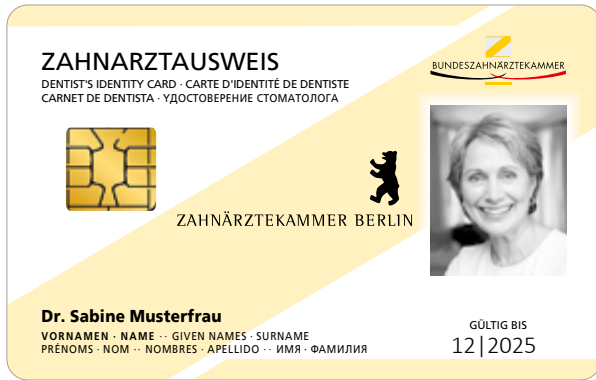 ZAHNARZTAUSWEIS
DENTIST'S IDENTITY CARD · CARTE D'IDENTITÉ DE DENTISTE
CARNET DE DENTISTA · УДОСТОВЕРЕНИЕ СТОМАТОЛОГА
BUNDESZAHNÄRZTEKAMMER
ZAHNÄRZTEKAMMER BERLIN
Dr. Sabine Musterfrau
VORNAMEN · NAME ·· GIVEN NAMES · SURNAME
PRÉNOMS · NOM ·· NOMBRES · APELLIDO ·· ИМЯ · ФАМИЛИЯ
GÜLTIG BIS
12|2025